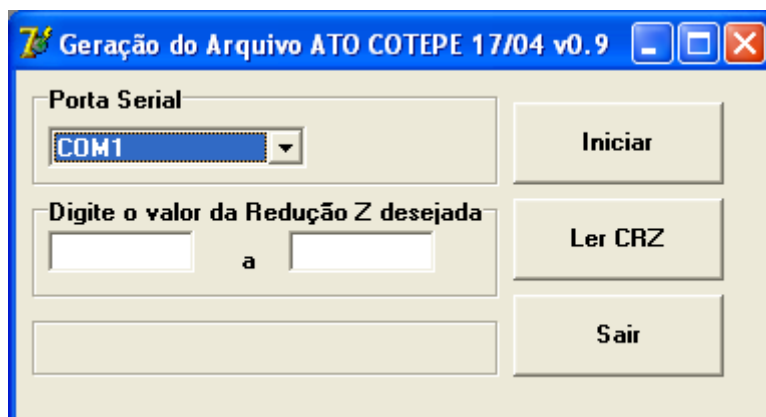 Geração do Arquivo ATO COTEPE 17/04 v0.9
Porta Serial
COM1
Iniciar
Digite o valor da Redução Z desejada
a
Ler CRZ
Sair